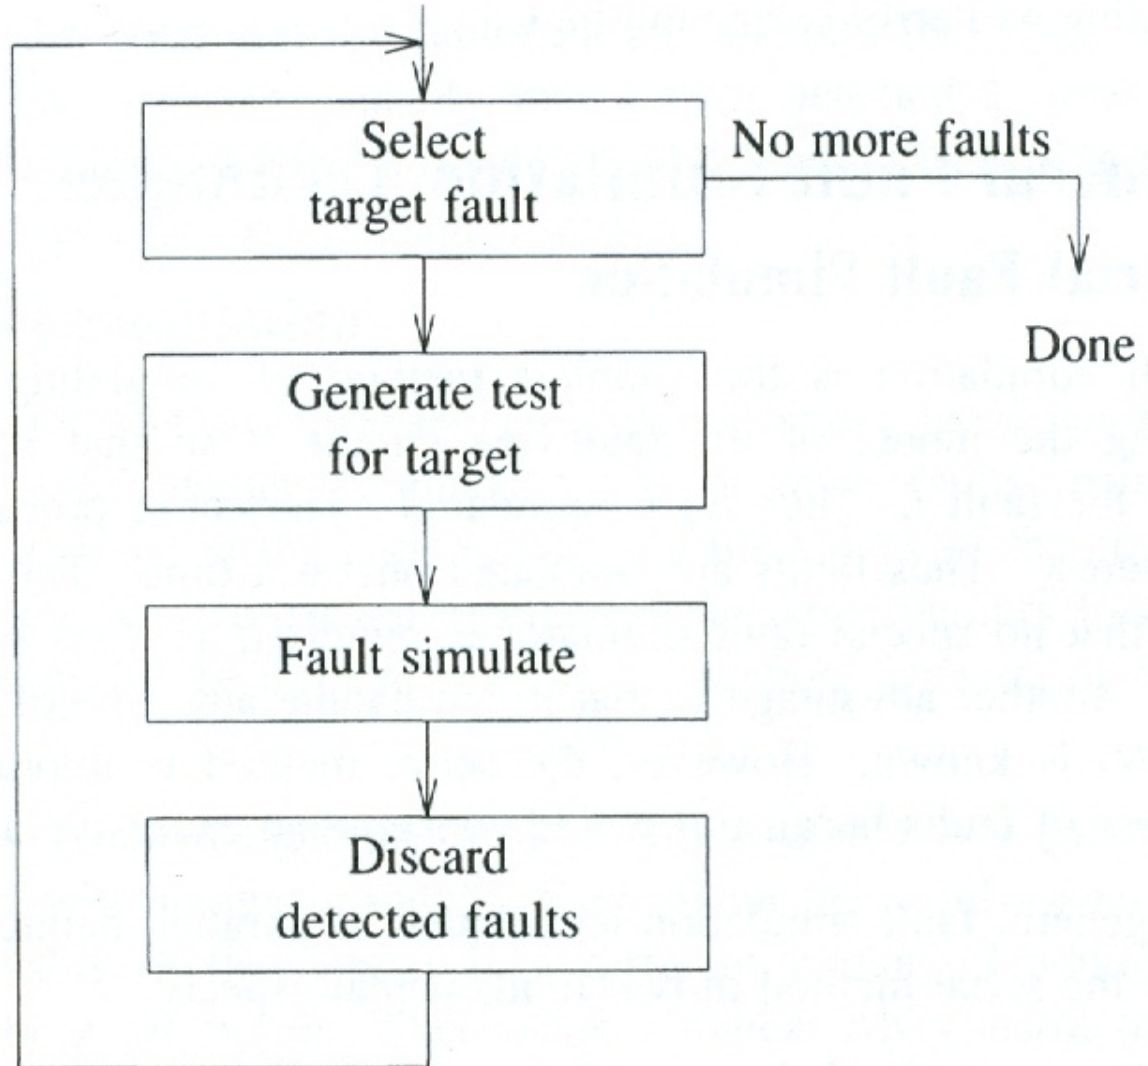 Select
target fault
No more faults
Done
Generate test
for target
Fault simulate
Discard
detected faults